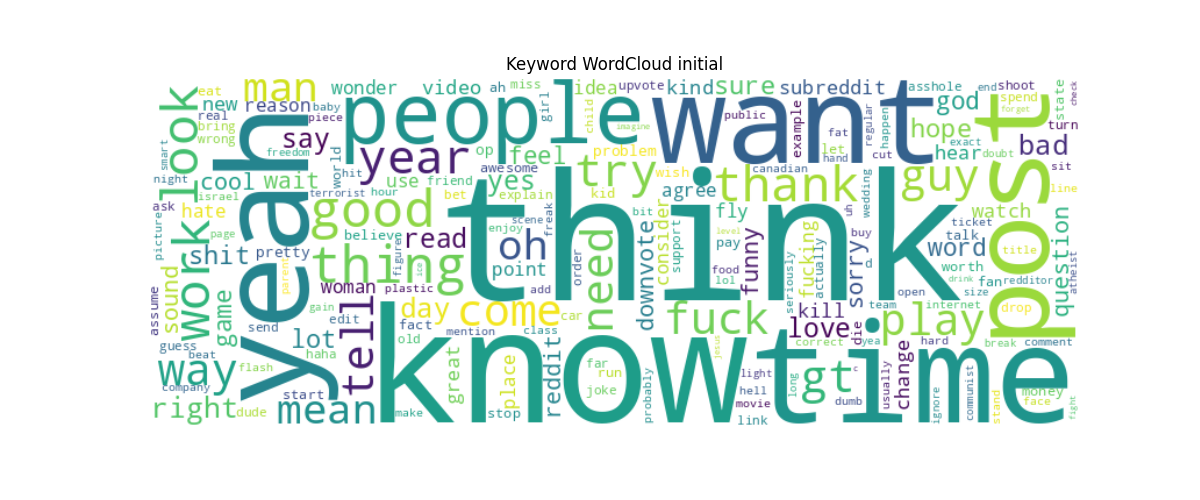 Keyword WordCloud initial
eat man wonder video ah miss idea upvote kind sure subreddit asshole end shoot
new reason baby girl child public example regular god spend forget state check
real piece people want fat happen hope exact turn
bring say imagine let hand cut hear doubt bad
wrong look yeah year op feel problem try canadian guy post sit
smart freedom world hit awesome wish thank
night cool wait use friend yes explain kid bet agree wedding line
israel terrorist hour think
ask hate good scene freak bit consider fly uh watch ticket
picture page believe read oh enjoy order need downvote support pay funny fucking sorry buy word talk question
work shit pretty figure point food actually d worth fan redditor title atheist
assume sound parent thing ice add lol level seriously open size drink
woman plastic
game gain tell day come car fuck kill team internet drop
send edit fact mention class love die play
guess lot old correct yea hard break comment
beat haha great place far jesus
way flash reddit run know light long time gt c change
company start joke hell dumb usually money
right dude mean make stop probably movie link ignore communist stand face fight